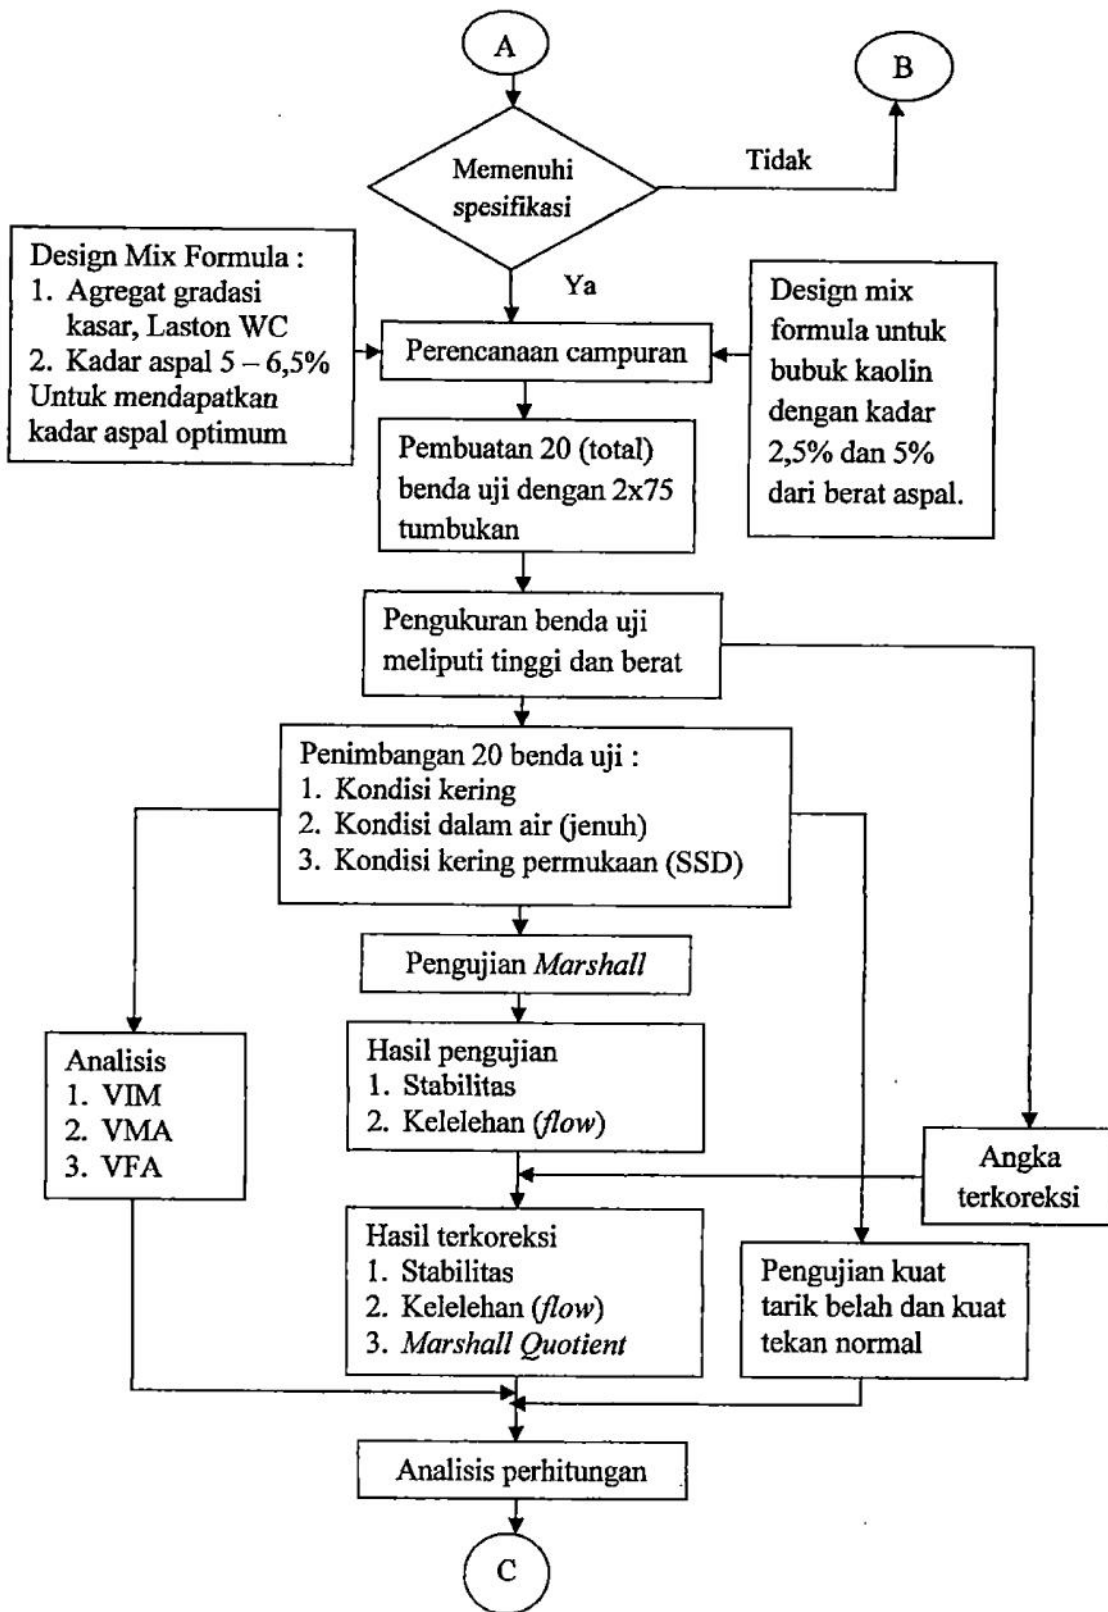 A
B
Memenuhi
spesifikasi
Tidak
Ya
Design Mix Formula :
1. Agregat gradasi
kasar, Laston WC
2. Kadar aspal 5 – 6,5%
Untuk mendapatkan
kadar aspal optimum
Perencanaan campuran
Design mix
formula untuk
bubuk kaolin
dengan kadar
2,5% dan 5%
dari berat aspal.
Pembuatan 20 (total)
benda uji dengan 2x75
tumbukan
Pengukuran benda uji
meliputi tinggi dan berat
Penimbangan 20 benda uji :
1. Kondisi kering
2. Kondisi dalam air (jenuh)
3. Kondisi kering permukaan (SSD)
Pengujian Marshall
Analisis
1. VIM
2. VMA
3. VFA
Hasil pengujian
1. Stabilitas
2. Kelelehan (flow)
Angka
terkoreksi
Hasil terkoreksi
1. Stabilitas
2. Kelelehan (flow)
3. Marshall Quotient
Pengujian kuat
tarik belah dan kuat
tekan normal
Analisis perhitungan
C